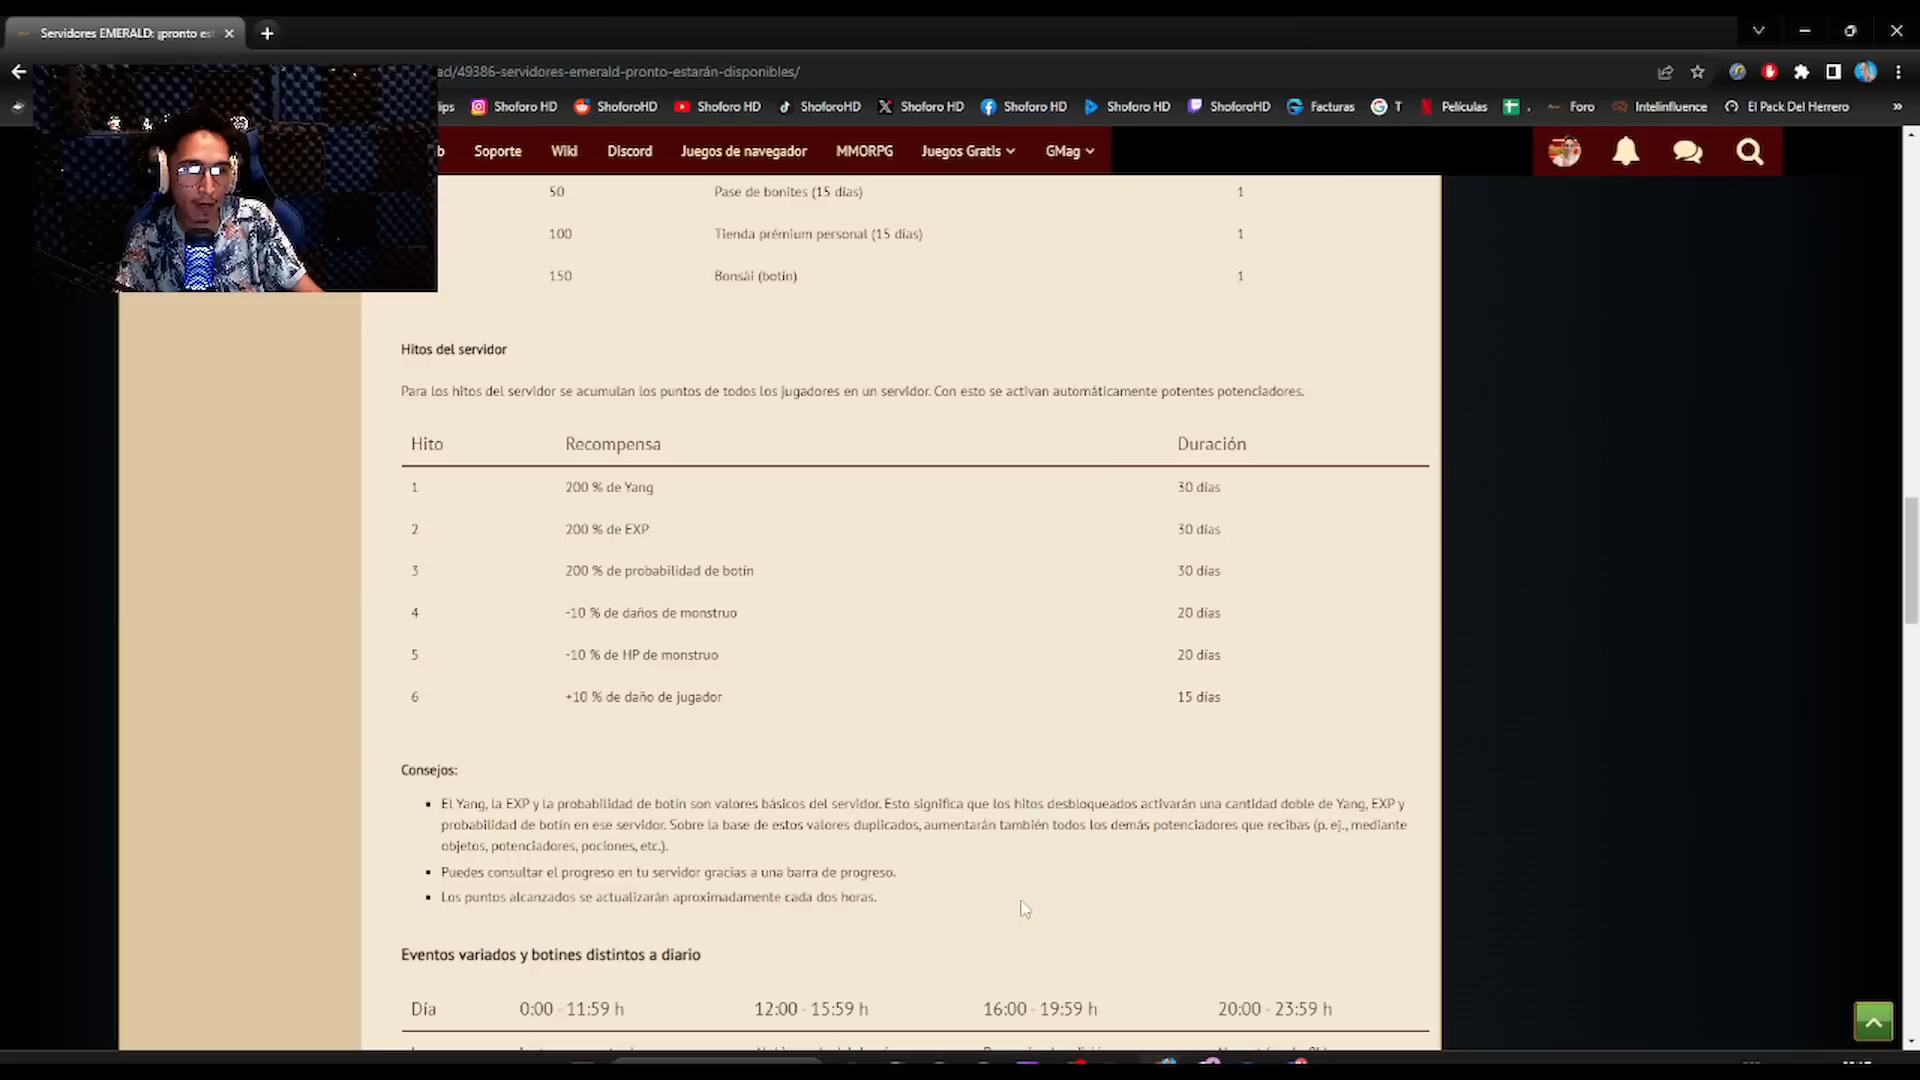 Servidores EMERALD: ¡pronto es
ad/49386-servidores-emerald-pronto-estarán-disponibles/
ips Shoforo HD ShoforoHD Shoforo HD ShoforoHD Shoforo HD Shoforo HD Shoforo HD ShoforoHD Facturas T Películas . Foro Intelinfluence El Pack Del Herrero »
b Soporte Wiki Discord Juegos de navegador MMORPG Juegos Gratis GMag
50 Pase de bonites (15 días) 1
100 Tienda prémium personal (15 días) 1
150 Bonsái (botín) 1
Hitos del servidor
Para los hitos del servidor se acumulan los puntos de todos los jugadores en un servidor. Con esto se activan automáticamente potentes potenciadores.
Hito Recompensa Duración
1 200 % de Yang 30 días
2 200 % de EXP 30 días
3 200 % de probabilidad de botín 30 días
4 -10 % de daños de monstruo 20 días
5 -10 % de HP de monstruo 20 días
6 +10 % de daño de jugador 15 días
Consejos:
▪ El Yang, la EXP y la probabilidad de botín son valores básicos del servidor. Esto significa que los hitos desbloqueados activarán una cantidad doble de Yang, EXP y
probabilidad de botín en ese servidor. Sobre la base de estos valores duplicados, aumentarán también todos los demás potenciadores que recibas (p. ej., mediante
objetos, potenciadores, pociones, etc.).
▪ Puedes consultar el progreso en tu servidor gracias a una barra de progreso.
▪ Los puntos alcanzados se actualizarán aproximadamente cada dos horas.
Eventos variados y botines distintos a diario
Día 0:00 - 11:59 h 12:00 - 15:59 h 16:00 - 19:59 h 20:00 - 23:59 h